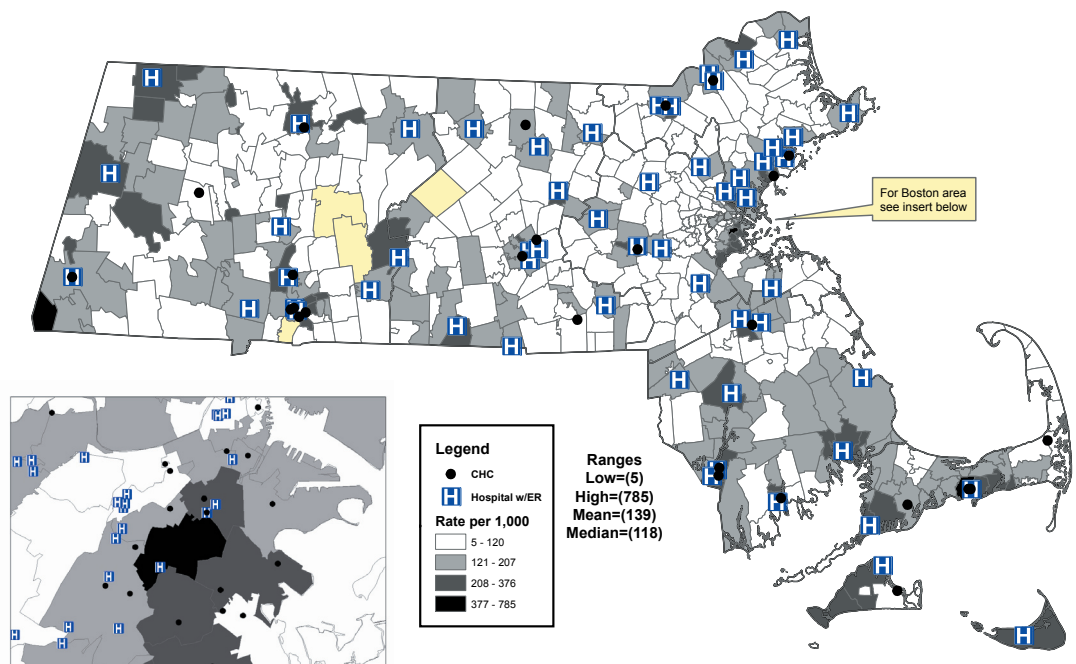 For Boston area
see insert below
Legend
CHC
H Hospital w/ER
Rate per 1,000
5 - 120
121 - 207
208 - 376
377 - 785
Ranges
Low=(5)
High=(785)
Mean=(139)
Median=(118)